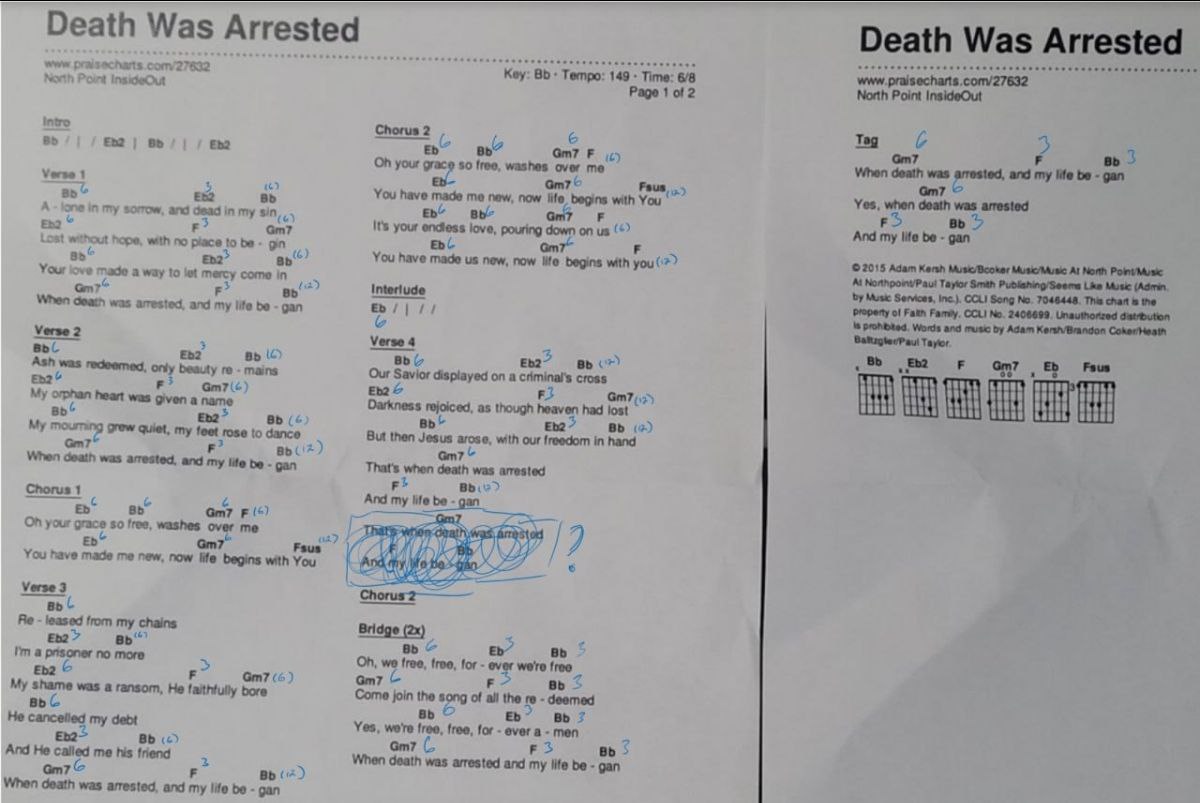 Death Was Arrested
www.praisecharts.com/27632
North Point InsideOut
Key: Bb · Tempo: 149 · Time: 6/8
Page 1 of 2
Intro
Bb / | / Eb2 | Bb / | / Eb2
Verse 1
Bb 6 Eb2 3 Bb (6)
A - lone in my sorrow, and dead in my sin
Eb2 6 F 3 Gm7 (6)
Lost without hope, with no place to be - gin
Bb 6 Eb2 3 Bb (6)
Your love made a way to let mercy come in
Gm7 6 F 3 Bb (12)
When death was arrested, and my life be - gan
Verse 2
Bb 6 Eb2 3 Bb (6)
Ash was redeemed, only beauty re - mains
Eb2 6 F 3 Gm7 (6)
My orphan heart was given a name
Bb 6 Eb2 3 Bb (6)
My mourning grew quiet, my feet rose to dance
Gm7 6 F 3 Bb (12)
When death was arrested, and my life be - gan
Chorus 1
Eb 6 Bb 6 Gm7 6 F (6)
Oh your grace so free, washes over me
Eb 6 Gm7 6 Fsus (12)
You have made me new, now life begins with You
Verse 3
Bb 6
Re - leased from my chains
Eb2 3 Bb (6)
I'm a prisoner no more
Eb2 6 F 3 Gm7 (6)
My shame was a ransom, He faithfully bore
Bb 6
He cancelled my debt
Eb2 3 Bb (6)
And He called me his friend
Gm7 6 F 3 Bb (12)
When death was arrested, and my life be - gan
Chorus 2
Eb 6 Bb 6 Gm7 6 F (6)
Oh your grace so free, washes over me
Eb 6 Gm7 6 Fsus (12)
You have made me new, now life begins with You
Eb 6 Bb 6 Gm7 6 F
It's your endless love, pouring down on us (6)
Eb 6 Gm7 6 F
You have made us new, now life begins with you (12)
Interlude
Eb / | / /
6
Verse 4
Bb 6 Eb2 3 Bb (12)
Our Savior displayed on a criminal's cross
Eb2 6 F 3 Gm7 (12)
Darkness rejoiced, as though heaven had lost
Bb 6 Eb2 3 Bb (12)
But then Jesus arose, with our freedom in hand
Gm7 6
That's when death was arrested
F 3 Bb (12)
And my life be - gan
Gm7
That's when death was arrested ! ?
F Bb
And my life be - gan
Chorus 2
Bridge (2x)
Bb 6 Eb 3 Bb 3
Oh, we free, free, for - ever we're free
Gm7 6 F 3 Bb 3
Come join the song of all the re - deemed
Bb 6 Eb 3 Bb 3
Yes, we're free, free, for - ever a - men
Gm7 6 F 3 Bb 3
When death was arrested and my life be - gan
Death Was Arrested
www.praisecharts.com/27632
North Point InsideOut
Tag
Gm7 6 F 3 Bb 3
When death was arrested, and my life be - gan
Gm7 6
Yes, when death was arrested
F 3 Bb 3
And my life be - gan
© 2015 Adam Kersh Music/Booker Music/Music At North Point/Music
At Northpoint/Paul Taylor Smith Publishing/Seems Like Music (Admin.
by Music Services, Inc.). CCLI Song No. 7046448. This chart is the
property of Faith Family. CCLI No. 2406699. Unauthorized distribution
is prohibited. Words and music by Adam Kersh/Brandon Coker/Heath
Baltzgler/Paul Taylor.
Bb Eb2 F Gm7 Eb Fsus
3